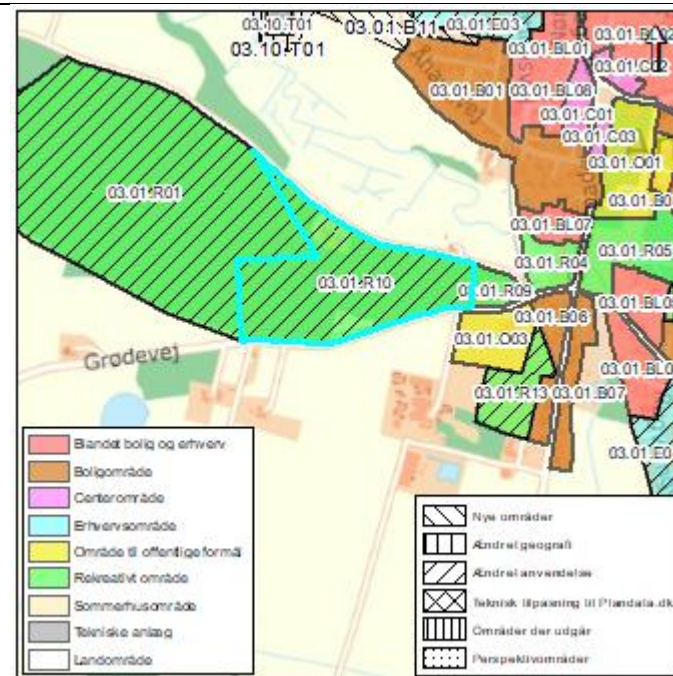 03.10.T01
03.10-T01
03.01.B11
03.01.E03
03.01.BL02
03.01.BL01
03.01.C02
03.01.B01
03.01.BL08
03.01.C01
03.01.C03
03.01.O01
03.01.R01
03.01.BL07
03.01.R05
03.01.R04
03.01.R10
03.01.R09
03.01.B06
03.01.O03
Grødevej
03.01.R13
03.01.B07
Blandet bolig og erhverv
Boligområde
Centerområde
Erhvervsområde
Område til offentlige formål
Rekreativt område
Sommerhusområde
Tekniske anlæg
Landområde
Nye områder
Ændret geografi
Ændret anvendelse
Teknisk tilpasning til Plandata.dk
Områder der udgår
Perspektivområder